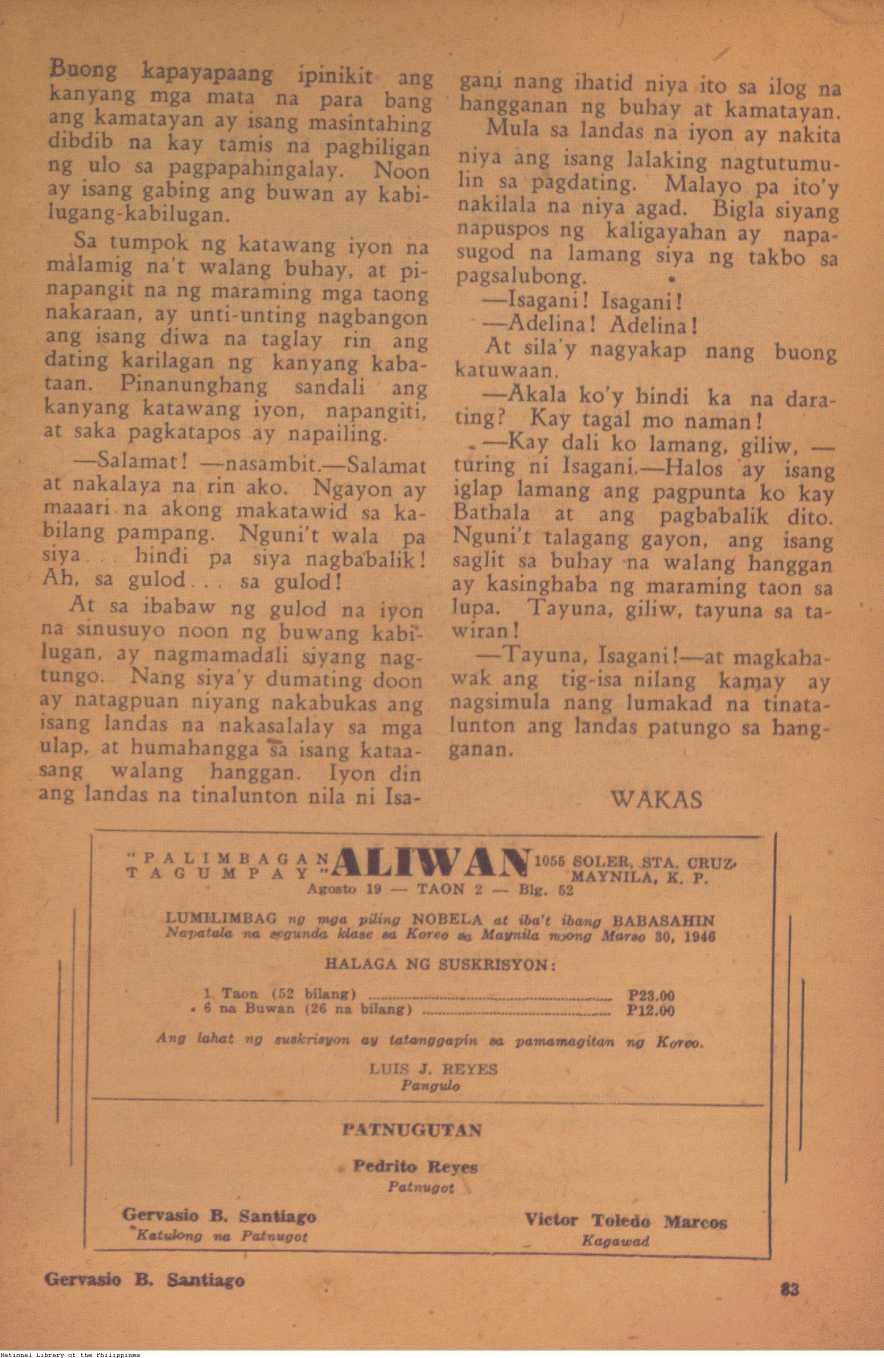 Buong kapayapaang ipinikit ang
kanyang mga mata na para bang
ang kamatayan ay isang masintahing
dibdib na kay tamis na paghiligan
ng ulo sa pagpapahingalay. Noon
ay isang gabing ang buwan ay kabi-
lugang-kabilugan.
Sa tumpok ng katawang iyon na
malamig na't walang buhay, at pi-
napangit na ng maraming mga taong
nakaraan, ay unti-unting nagbangon
ang isang diwa na taglay rin ang
dating karilagan ng kanyang kaba-
taan. Pinanunghang sandali ang
kanyang katawang iyon, napangiti,
at saka pagkatapos ay napailing.
—Salamat! —nasambit.—Salamat
at nakalaya na rin ako. Ngayon ay
maaari na akong makatawid sa ka-
bilang pampang. Nguni't wala pa
siya... hindi pa siya nagbabalik!
Ah, sa gulod... sa gulod!
At sa ibabaw ng gulod na iyon
na sinusuyo noon ng buwang kabi-
lugan, ay nagmamadali siyang nag-
tungo. Nang siya'y dumating doon
ay natagpuan niyang nakabukas ang
isang landas na nakasalalay sa mga
ulap, at humahangga sa isang kataa-
sang walang hanggan. Iyon din
ang landas na tinalunton nila ni Isa-
gani nang ihatid niya ito sa ilog na
hangganan ng buhay at kamatayan.
Mula sa landas na iyon ay nakita
niya ang isang lalaking nagtutumu-
lin sa pagdating. Malayo pa ito'y
nakilala na niya agad. Bigla siyang
napuspos ng kaligayahan ay napa-
sugod na lamang siya ng takbo sa
pagsalubong.
—Isagani! Isagani!
—Adelina! Adelina!
At sila'y nagyakap nang buong
katuwaan.
—Akala ko'y hindi ka na dara-
ting? Kay tagal mo naman!
—Kay dali ko lamang, giliw, —
turing ni Isagani.—Halos ay isang
iglap lamang ang pagpunta ko kay
Bathala at ang pagbabalik dito.
Nguni't talagang gayon, ang isang
saglit sa buhay na walang hanggan
ay kasinghaba ng maraming taon sa
lupa. Tayuna, giliw, tayuna sa ta-
wiran!
—Tayuna, Isagani!—at magkaha-
wak ang tig-isa nilang kamay ay
nagsimula nang lumakad na tinata-
lunton ang landas patungo sa hang-
ganan.
WAKAS
"PALIMBAGAN
TAGUMPAY"
ALIWAN
1055 SOLER, STA. CRUZ,
MAYNILA, K. P.
Agosto 19 — TAON 2 — Blg. 52
LUMILIMBAG ng mga piling NOBELA at iba't ibang BABASAHIN
Napatala na segunda klase sa Koreo sa Maynila noong Marso 30, 1946
HALAGA NG SUSKRISYON:
1 Taon (52 bilang) ........ P23.00
6 na Buwan (26 na bilang) ........ P12.00
Ang lahat ng suskrisyon ay tatanggapin sa pamamagitan ng Koreo.
LUIS J. REYES
Pangulo
PATNUGUTAN
Pedrito Reyes
Patnugot
Gervasio B. Santiago
Katulong na Patnugot
Victor Toledo Marcos
Kagawad
Gervasio B. Santiago
83
National Library of the Philippines